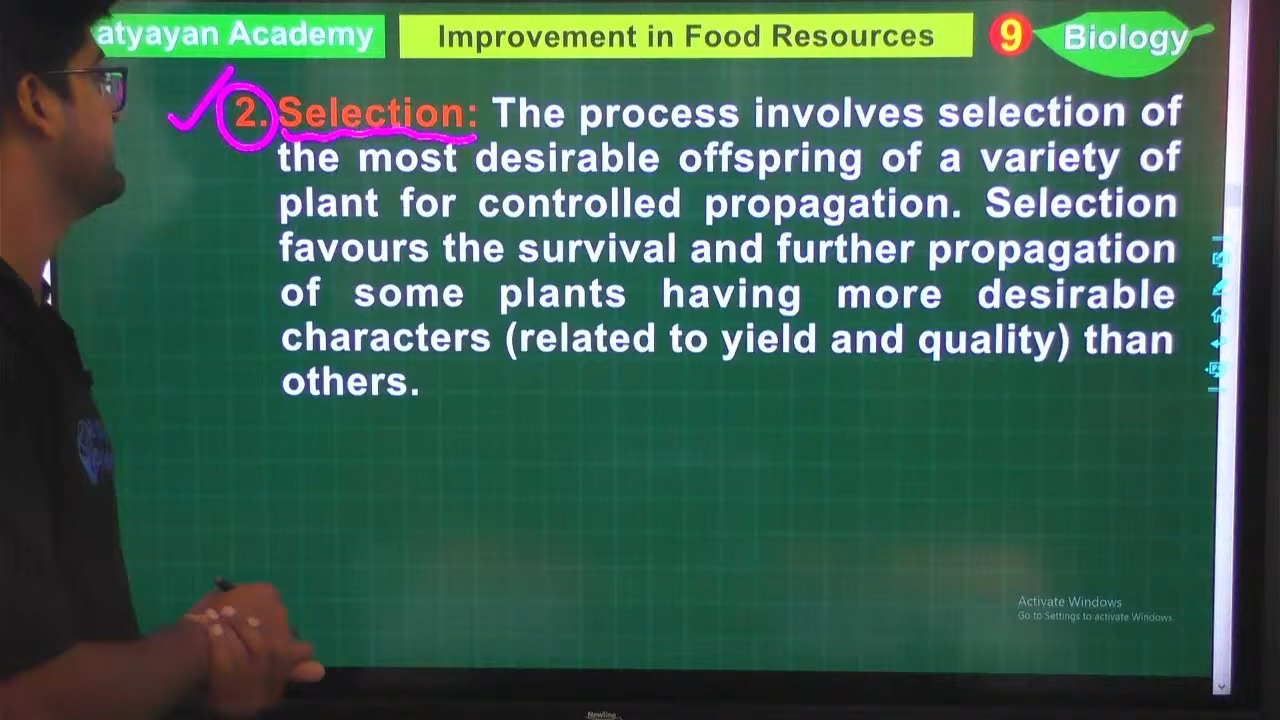 atyayan Academy
Improvement in Food Resources
9
Biology
2. Selection: The process involves selection of
the most desirable offspring of a variety of
plant for controlled propagation. Selection
favours the survival and further propagation
of some plants having more desirable
characters (related to yield and quality) than
others.
Activate Windows
Go to Settings to activate Windows.
Newline